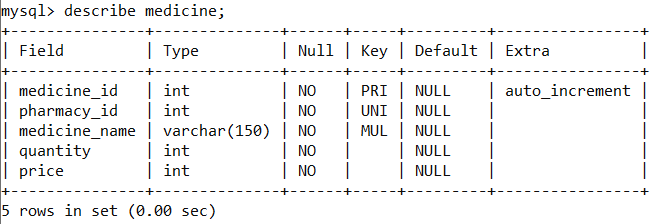 mysql> describe medicine;
+---------------+--------------+------+-----+---------+----------------+
| Field         | Type         | Null | Key | Default | Extra          |
+---------------+--------------+------+-----+---------+----------------+
| medicine_id   | int          | NO   | PRI | NULL    | auto_increment |
| pharmacy_id   | int          | NO   | UNI | NULL    |                |
| medicine_name | varchar(150) | NO   | MUL | NULL    |                |
| quantity      | int          | NO   |     | NULL    |                |
| price         | int          | NO   |     | NULL    |                |
+---------------+--------------+------+-----+---------+----------------+
5 rows in set (0.00 sec)